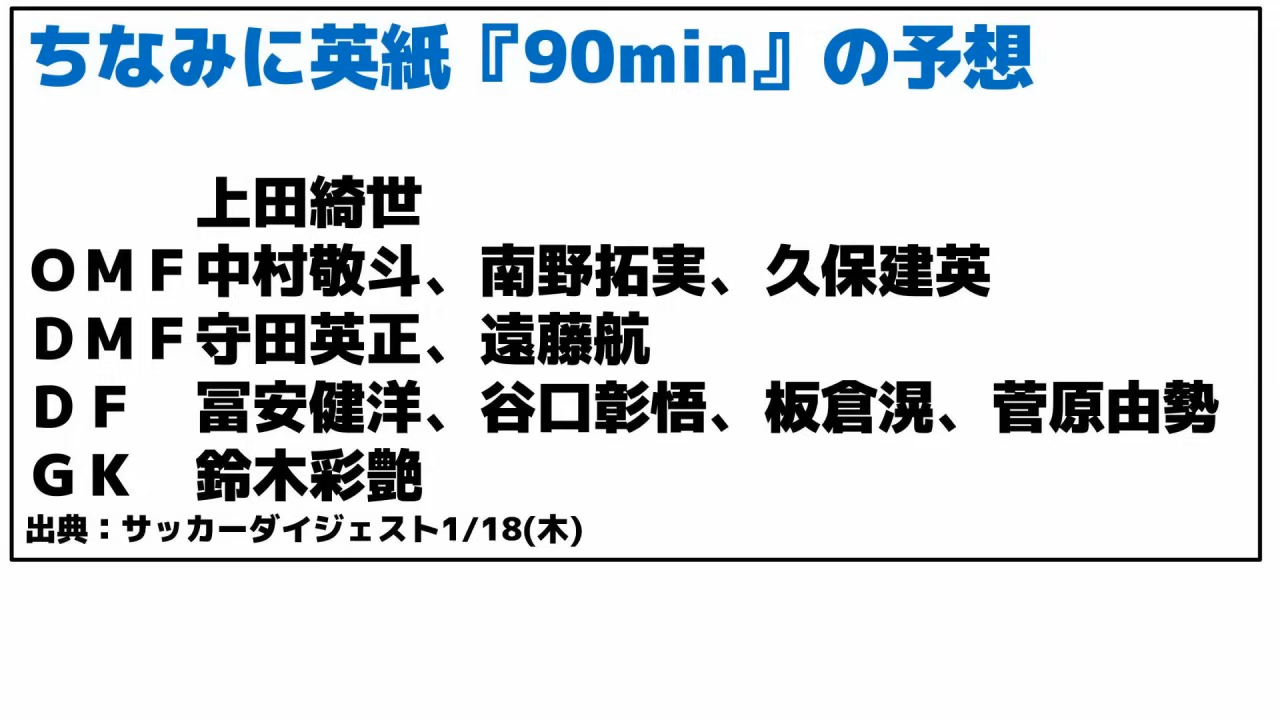 ちなみに英紙『90min』の予想
上田綺世
ＯＭＦ中村敬斗、南野拓実、久保建英
ＤＭＦ守田英正、遠藤航
ＤＦ　冨安健洋、谷口彰悟、板倉滉、菅原由勢
ＧＫ　鈴木彩艶
出典：サッカーダイジェスト1/18(木)